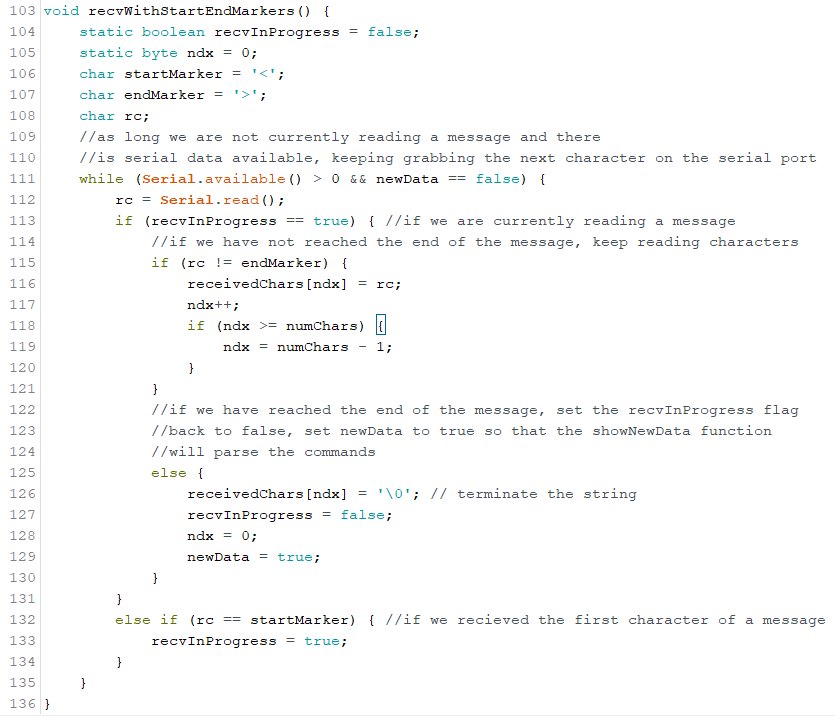 103 void recvWithStartEndMarkers() {
104     static boolean recvInProgress = false;
105     static byte ndx = 0;
106     char startMarker = '<';
107     char endMarker = '>';
108     char rc;
109     //as long we are not currently reading a message and there
110     //is serial data available, keeping grabbing the next character on the serial port
111     while (Serial.available() > 0 && newData == false) {
112         rc = Serial.read();
113         if (recvInProgress == true) { //if we are currently reading a message
114             //if we have not reached the end of the message, keep reading characters
115             if (rc != endMarker) {
116                 receivedChars[ndx] = rc;
117                 ndx++;
118                 if (ndx >= numChars) {
119                     ndx = numChars - 1;
120                 }
121             }
122             //if we have reached the end of the message, set the recvInProgress flag
123             //back to false, set newData to true so that the showNewData function
124             //will parse the commands
125             else {
126                 receivedChars[ndx] = '\0'; // terminate the string
127                 recvInProgress = false;
128                 ndx = 0;
129                 newData = true;
130             }
131         }
132         else if (rc == startMarker) { //if we recieved the first character of a message
133             recvInProgress = true;
134         }
135     }
136 }